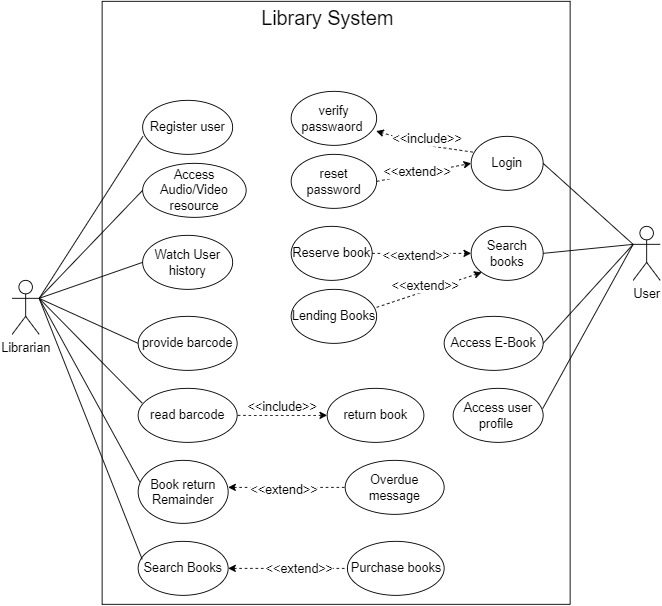 Library System
Register user
Access
Audio/Video
resource
Watch User
history
provide barcode
read barcode
<<include>>
return book
Book return
Remainder
<<extend>>
Overdue
message
Search Books
<<extend>>
Purchase books
verify
passwaord
<<include>>
Login
reset
password
<<extend>>
Reserve book
<<extend>>
Search
books
Lending Books
<<extend>>
Access E-Book
Access user
profile
Librarian
User